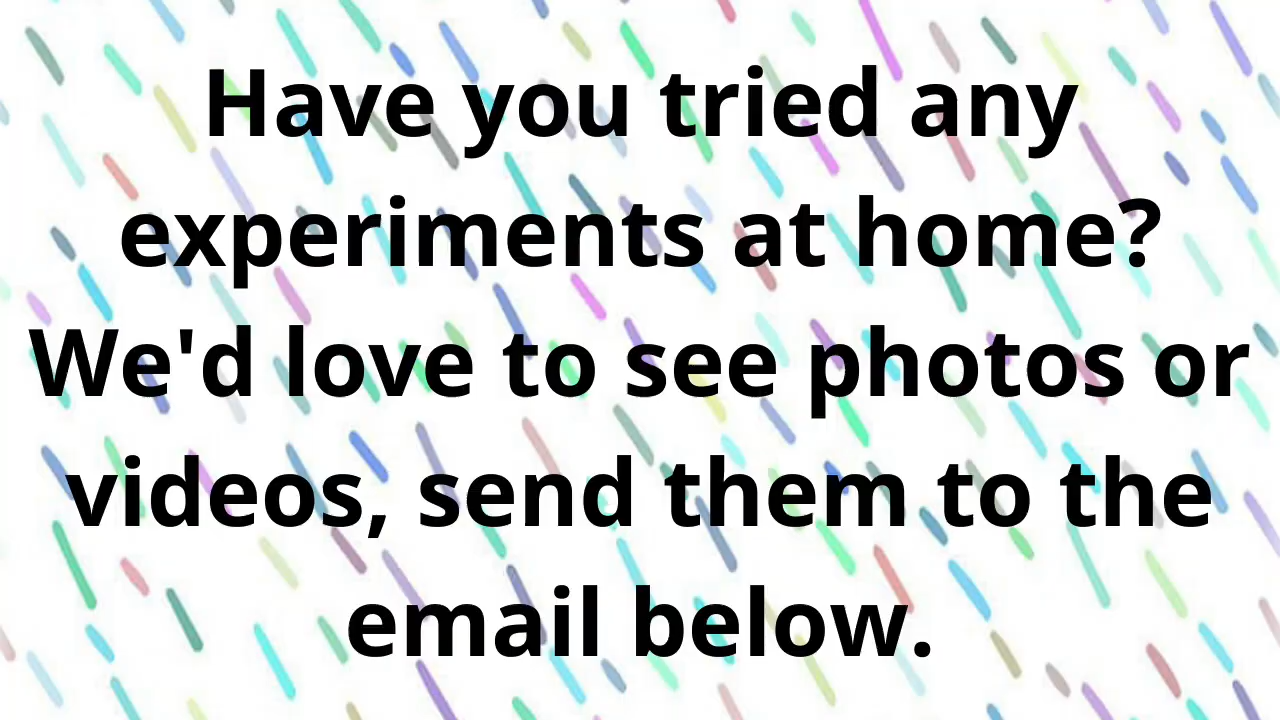 Have you tried any
experiments at home?
We'd love to see photos or
videos, send them to the
email below.